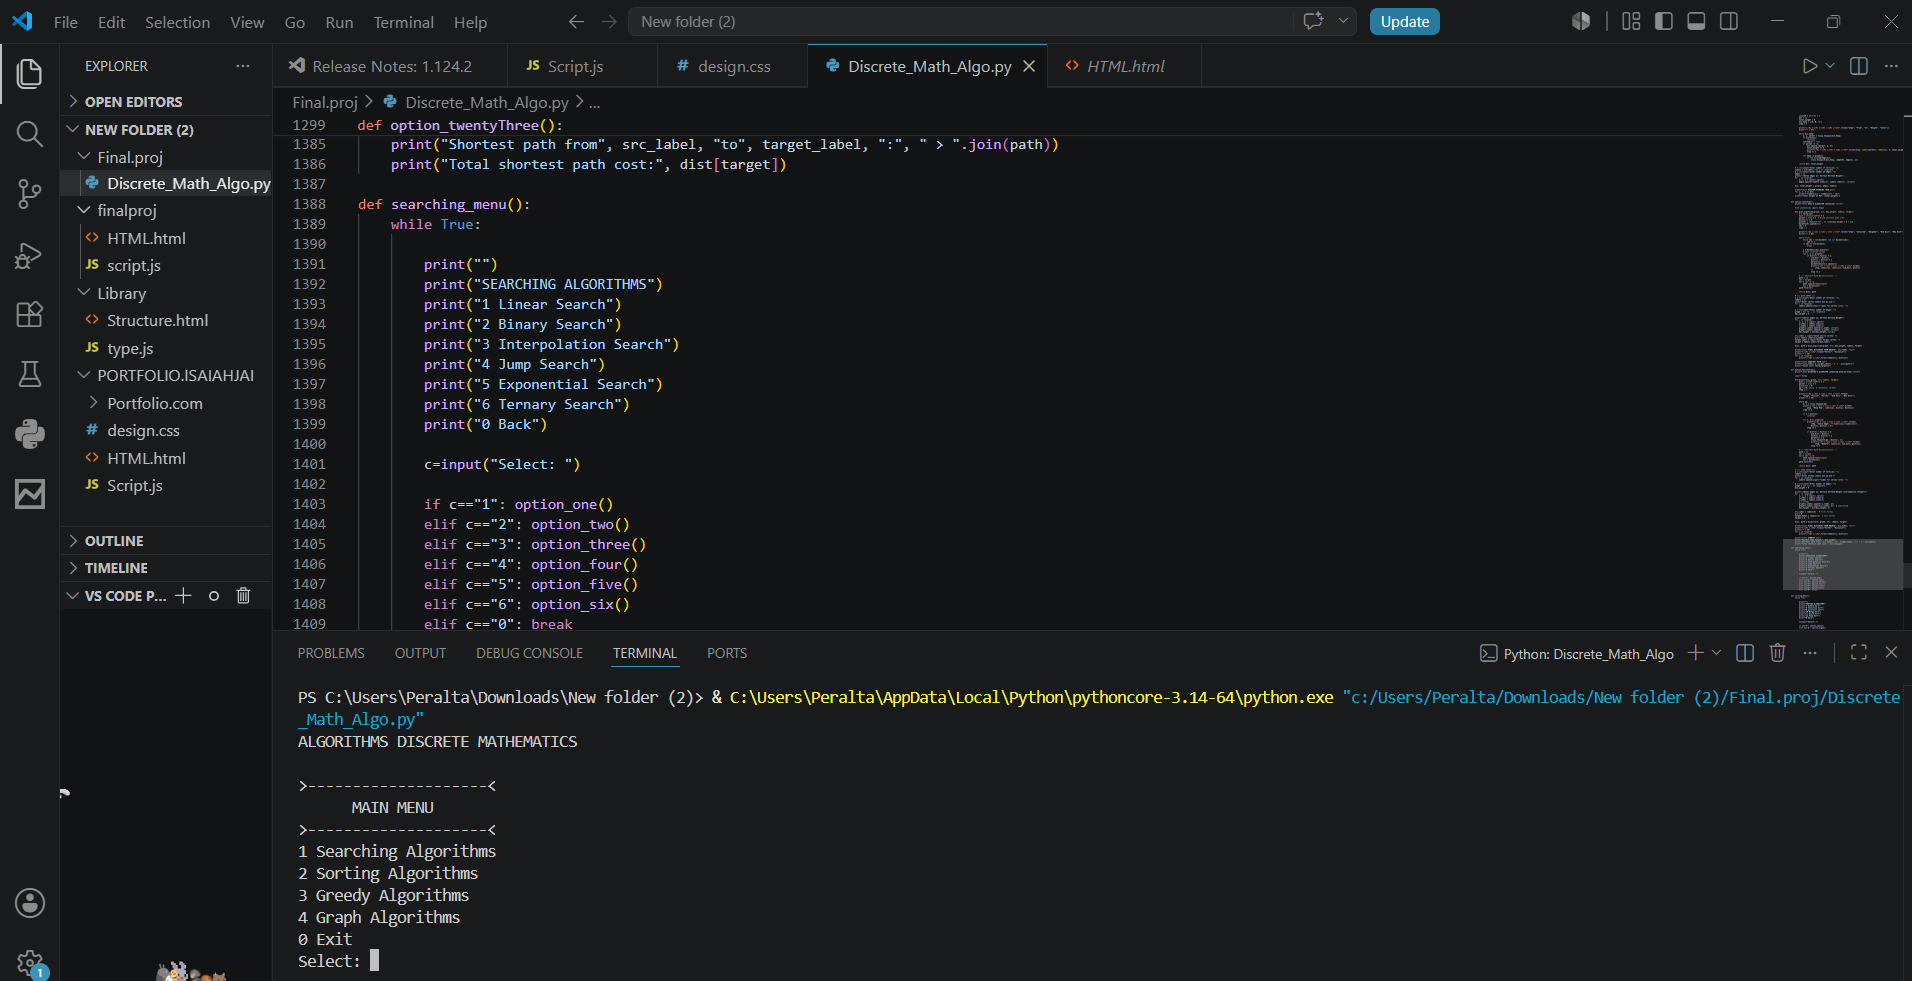 File Edit Selection View Go Run Terminal Help
New folder (2)
Update
EXPLORER
OPEN EDITORS
NEW FOLDER (2)
Final.proj
Discrete_Math_Algo.py
finalproj
HTML.html
script.js
Library
Structure.html
type.js
PORTFOLIO.ISAIAHJAI
Portfolio.com
design.css
HTML.html
Script.js
OUTLINE
TIMELINE
VS CODE P...
1
Release Notes: 1.124.2 Script.js design.css Discrete_Math_Algo.py HTML.html
Final.proj > Discrete_Math_Algo.py > ...
1299 def option_twentyThree():
1385 print("Shortest path from", src_label, "to", target_label, ":", " > ".join(path))
1386 print("Total shortest path cost:", dist[target])
1387
1388 def searching_menu():
1389 while True:
1390
1391 print("")
1392 print("SEARCHING ALGORITHMS")
1393 print("1 Linear Search")
1394 print("2 Binary Search")
1395 print("3 Interpolation Search")
1396 print("4 Jump Search")
1397 print("5 Exponential Search")
1398 print("6 Ternary Search")
1399 print("0 Back")
1400
1401 c=input("Select: ")
1402
1403 if c=="1": option_one()
1404 elif c=="2": option_two()
1405 elif c=="3": option_three()
1406 elif c=="4": option_four()
1407 elif c=="5": option_five()
1408 elif c=="6": option_six()
1409 elif c=="0": break
PROBLEMS OUTPUT DEBUG CONSOLE TERMINAL PORTS
Python: Discrete_Math_Algo
PS C:\Users\Peralta\Downloads\New folder (2)> & C:\Users\Peralta\AppData\Local\Python\pythoncore-3.14-64\python.exe "c:/Users/Peralta/Downloads/New folder (2)/Final.proj/Discrete
_Math_Algo.py"
ALGORITHMS DISCRETE MATHEMATICS
>--------------------<
MAIN MENU
>--------------------<
1 Searching Algorithms
2 Sorting Algorithms
3 Greedy Algorithms
4 Graph Algorithms
0 Exit
Select: